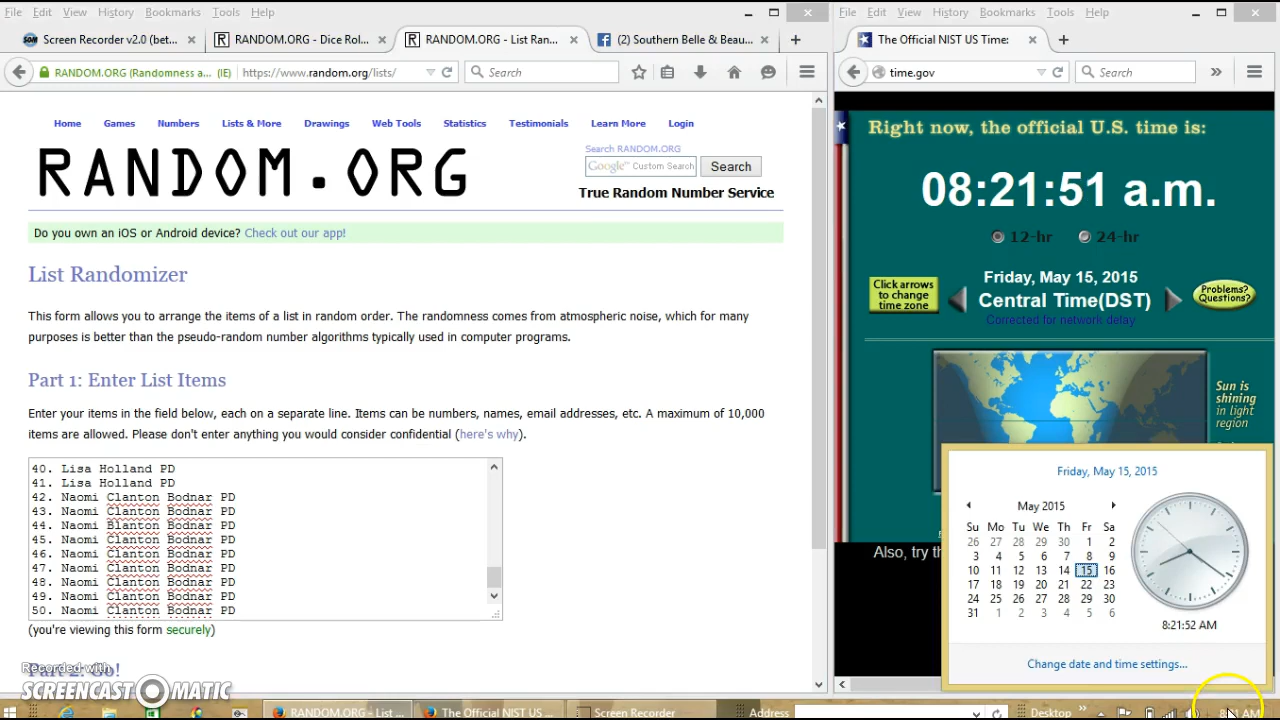 File Edit View History Bookmarks Tools Help
Screen Recorder v2.0 (bet...
RANDOM.ORG - Dice Rol...
RANDOM.ORG - List Ran...
(2) Southern Belle & Beau...
RANDOM.ORG (Randomness a... (IE) https://www.random.org/lists/ Search
Home Games Numbers Lists & More Drawings Web Tools Statistics Testimonials Learn More Login
Search RANDOM.ORG
Google™ Custom Search Search
RANDOM.ORG
True Random Number Service
Do you own an iOS or Android device? Check out our app!
List Randomizer
This form allows you to arrange the items of a list in random order. The randomness comes from atmospheric noise, which for many
purposes is better than the pseudo-random number algorithms typically used in computer programs.
Part 1: Enter List Items
Enter your items in the field below, each on a separate line. Items can be numbers, names, email addresses, etc. A maximum of 10,000
items are allowed. Please don't enter anything you would consider confidential (here's why).
40. Lisa Holland PD
41. Lisa Holland PD
42. Naomi Clanton Bodnar PD
43. Naomi Clanton Bodnar PD
44. Naomi Blanton Bodnar PD
45. Naomi Clanton Bodnar PD
46. Naomi Clanton Bodnar PD
47. Naomi Clanton Bodnar PD
48. Naomi Clanton Bodnar PD
49. Naomi Clanton Bodnar PD
50. Naomi Clanton Bodnar PD
(you're viewing this form securely)
Part 2: Go!
Recorded with
SCREENCAST MATIC
File Edit View History Bookmarks Tools Help
The Official NIST US Time:
time.gov Search
Right now, the official U.S. time is:
08:21:51 a.m.
12-hr 24-hr
Click arrows
to change
time zone
Friday, May 15, 2015
Central Time(DST)
Corrected for network delay
Problems?
Questions?
Sun is
shining
in light
region
Also, try th
Friday, May 15, 2015
May 2015
Su Mo Tu We Th Fr Sa
26 27 28 29 30 1 2
3 4 5 6 7 8 9
10 11 12 13 14 15 16
17 18 19 20 21 22 23
24 25 26 27 28 29 30
31 1 2 3 4 5 6
8:21:52 AM
Change date and time settings...
RANDOM.ORG - List ...
The Official NIST US ...
Screen Recorder
Address
Desktop
8:21 AM